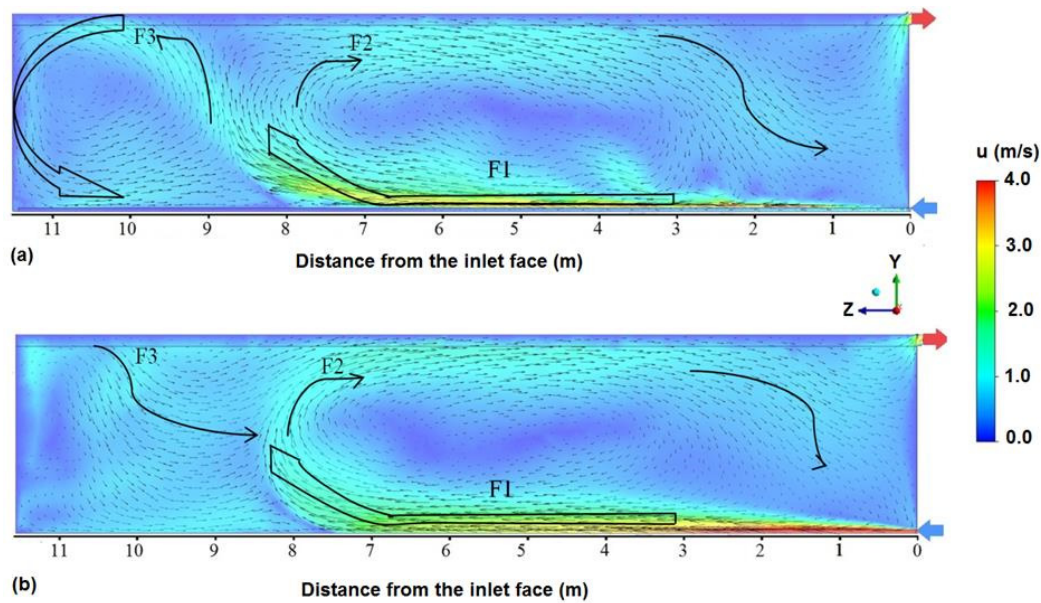 F3
F2
F1
11 10 9 8 7 6 5 4 3 2 1 0
(a)
Distance from the inlet face (m)
u (m/s)
4.0
3.0
2.0
1.0
0.0
Y
Z
F3
F2
F1
11 10 9 8 7 6 5 4 3 2 1 0
(b)
Distance from the inlet face (m)